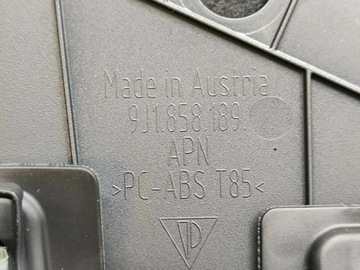 Made in Austria
9J1.858.189.
APN
>PC-ABS T85<